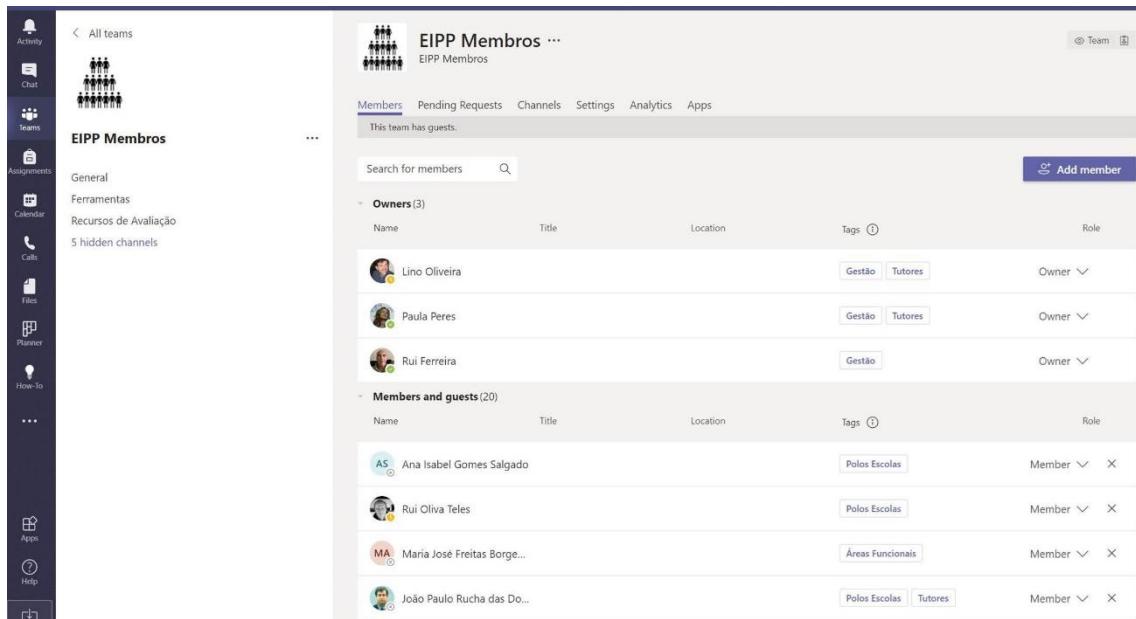 Activity
Chat
Teams
Assignments
Calendar
Calls
Files
Planner
How-To
...
Apps
Help
< All teams
EIPP Membros ...
General
Ferramentas
Recursos de Avaliação
5 hidden channels
EIPP Membros ...
EIPP Membros
Team
Members Pending Requests Channels Settings Analytics Apps
This team has guests.
Search for members
Add member
Owners (3)
Name Title Location Tags Role
Lino Oliveira Gestão Tutores Owner
Paula Peres Gestão Tutores Owner
Rui Ferreira Gestão Owner
Members and guests (20)
Name Title Location Tags Role
AS Ana Isabel Gomes Salgado Polos Escolas Member
Rui Oliva Teles Polos Escolas Member
MA Maria José Freitas Borge... Áreas Funcionais Member
João Paulo Rucha das Do... Polos Escolas Tutores Member